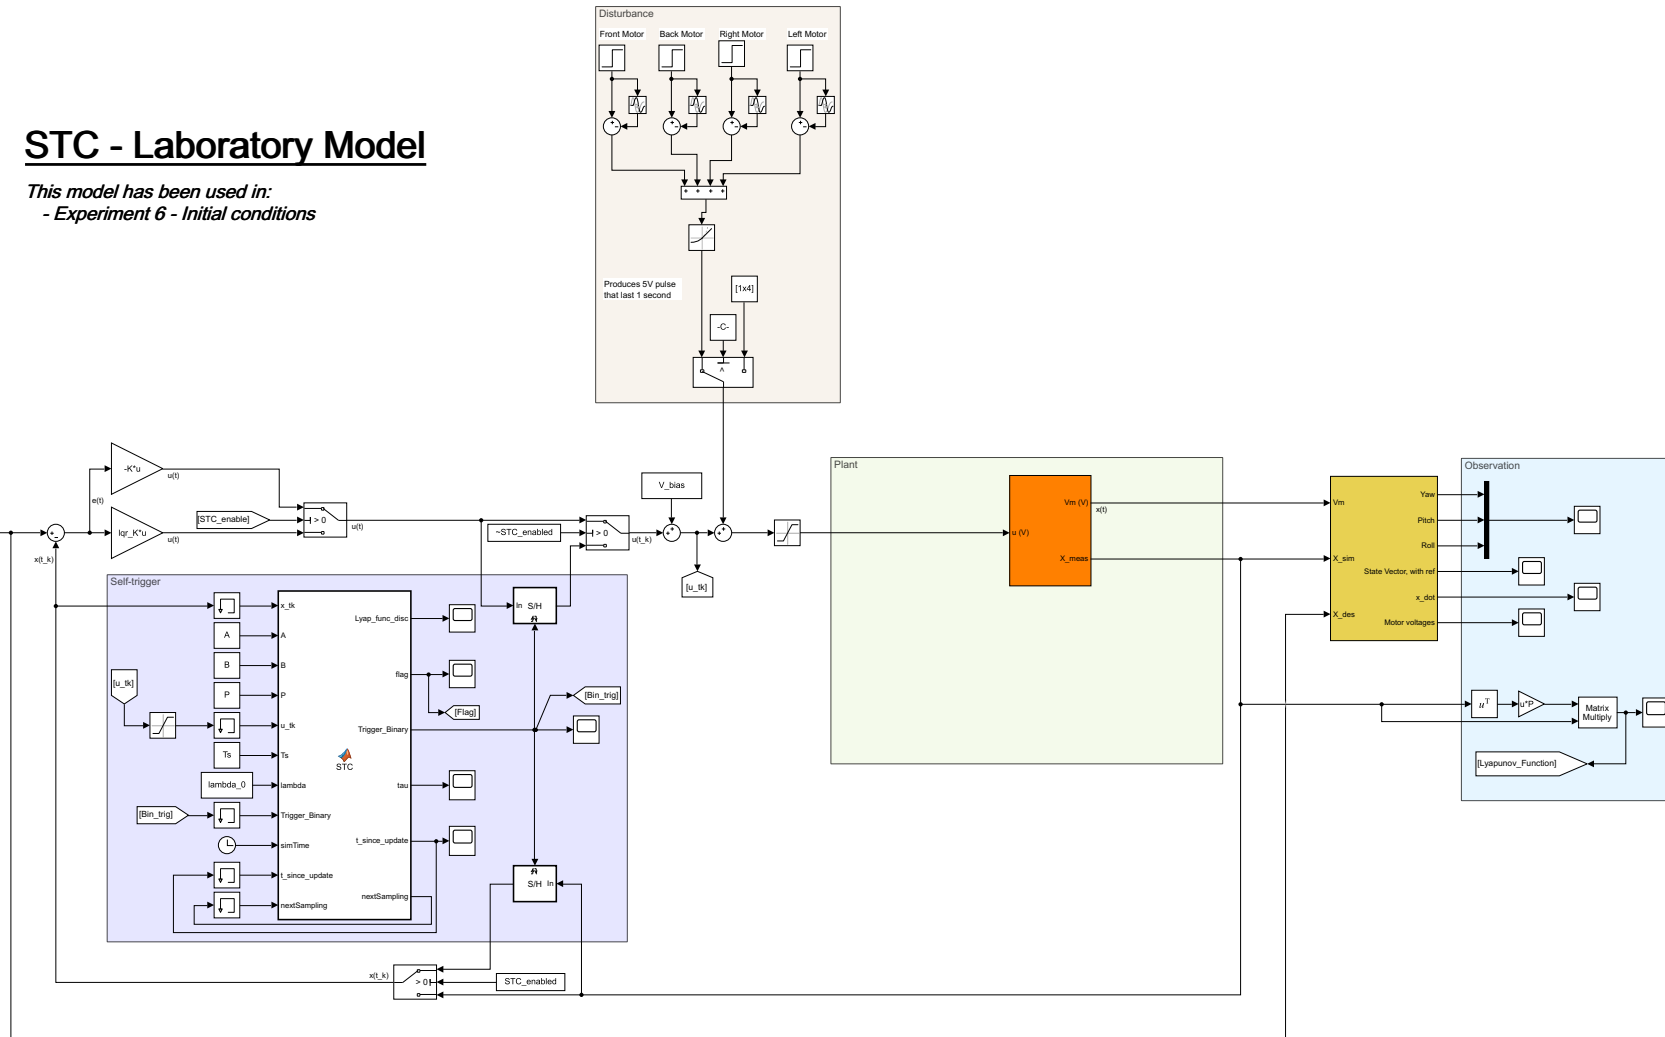 Disturbance
Front Motor Back Motor Right Motor Left Motor
+ -
+ -
+ -
+ -
+ + + +
STC - Laboratory Model
This model has been used in:
- Experiment 6 - Initial conditions
Produces 5V pulse
that last 1 second
[1x4]
-C-
-K*u
u(t)
e(t)
lqr_K*u
u(t)
[STC_enable]
> 0
u(t)
~STC_enabled
> 0
u(t_k)
V_bias
+
+
+
+
[u_tk]
+
-
x(t_k)
Plant
u (V)
Vm (V)
x(t)
X_meas
Vm
X_sim
X_des
Yaw
Pitch
Roll
State Vector, with ref
x_dot
Motor voltages
Observation
uT
u*P
Matrix
Multiply
[Lyapunov_Function]
Self-trigger
x_tk
A
A
B
B
P
P
[u_tk]
u_tk
Ts
Ts
lambda_0
lambda
[Bin_trig]
Trigger_Binary
simTime
t_since_update
nextSampling
STC
Lyap_func_disc
flag
[Flag]
Trigger_Binary
tau
t_since_update
nextSampling
In S/H
[Bin_trig]
S/H In
x(t_k)
> 0
STC_enabled